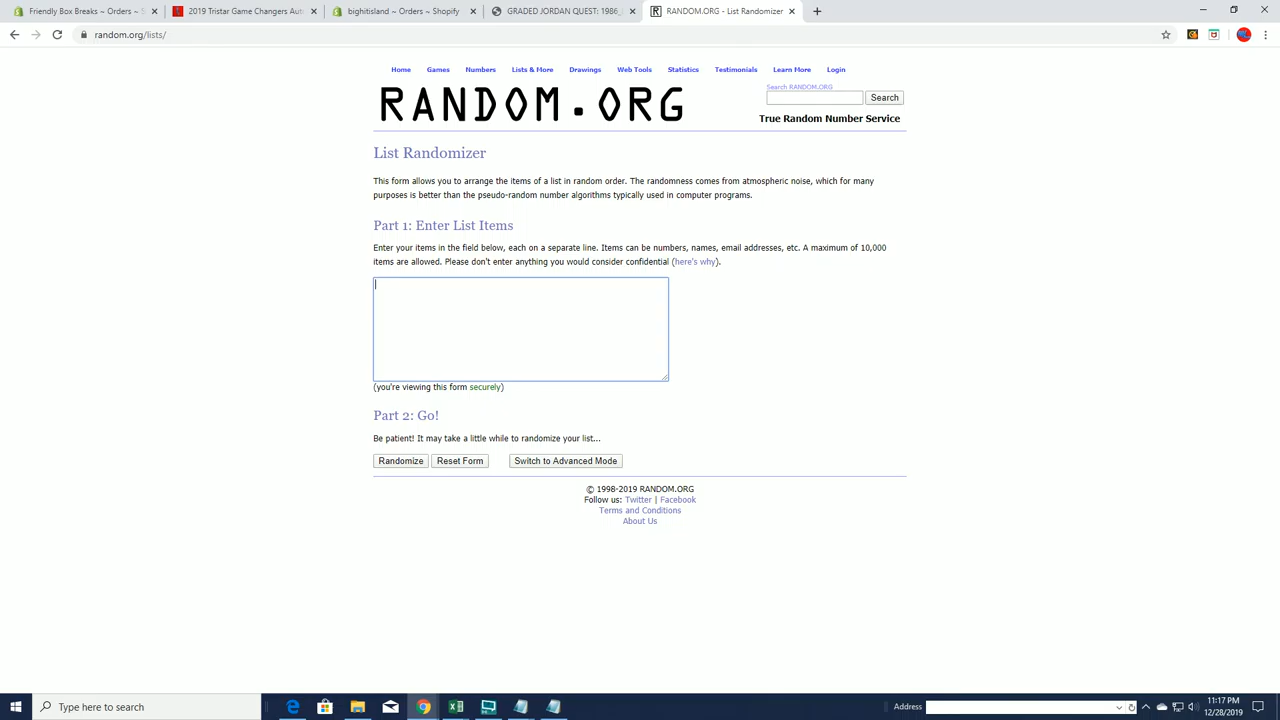 Friendly Box Breaks ~ Orders ~ S
2019 Tristar Game Changers Auto
bighitislam ~ Orders ~ Shopify
GRADED JORDAN QUEST: 1986
RANDOM.ORG - List Randomizer
random.org/lists/
Home Games Numbers Lists & More Drawings Web Tools Statistics Testimonials Learn More Login
RANDOM.ORG
Search RANDOM.ORG
Search
True Random Number Service
List Randomizer
This form allows you to arrange the items of a list in random order. The randomness comes from atmospheric noise, which for many
purposes is better than the pseudo-random number algorithms typically used in computer programs.
Part 1: Enter List Items
Enter your items in the field below, each on a separate line. Items can be numbers, names, email addresses, etc. A maximum of 10,000
items are allowed. Please don't enter anything you would consider confidential (here's why).
(you're viewing this form securely)
Part 2: Go!
Be patient! It may take a little while to randomize your list...
Randomize Reset Form Switch to Advanced Mode
© 1998-2019 RANDOM.ORG
Follow us: Twitter | Facebook
Terms and Conditions
About Us
Type here to search
Address
11:17 PM
12/28/2019